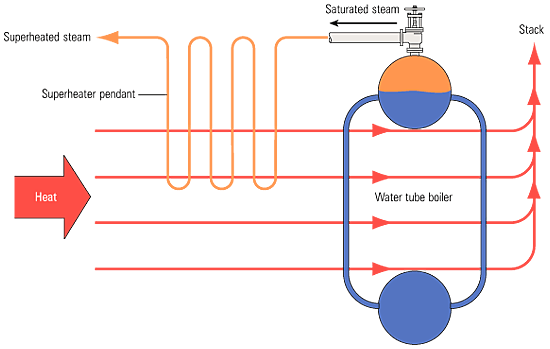 Saturated steam
Superheated steam
Stack
Superheater pendant
Heat
Water tube boiler